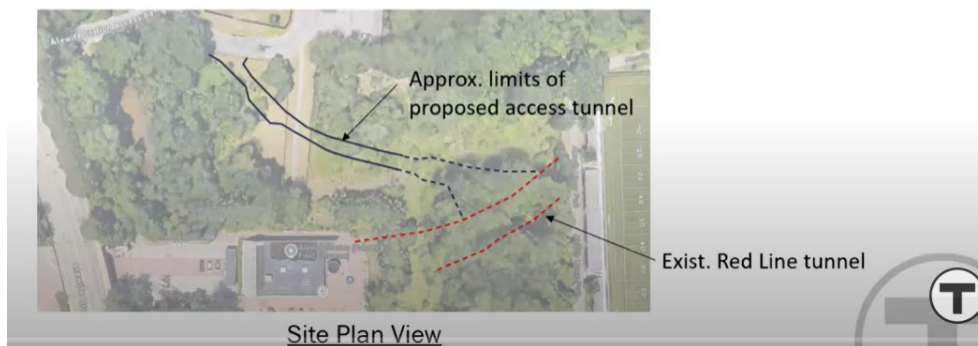 Approx. limits of
proposed access tunnel
Exist. Red Line tunnel
T
Site Plan View